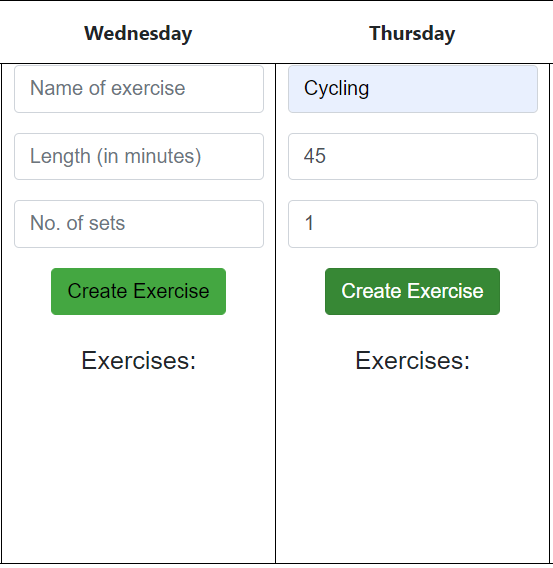 Wednesday
Thursday
Name of exercise
Cycling
Length (in minutes)
45
No. of sets
1
Create Exercise
Create Exercise
Exercises:
Exercises: